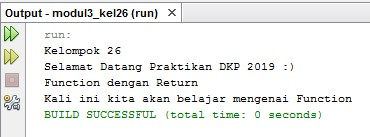 Output - modul3_kel26 (run)
run:
Kelompok 26
Selamat Datang Praktikan DKP 2019 :)
Function dengan Return
Kali ini kita akan belajar mengenai Function
BUILD SUCCESSFUL (total time: 0 seconds)